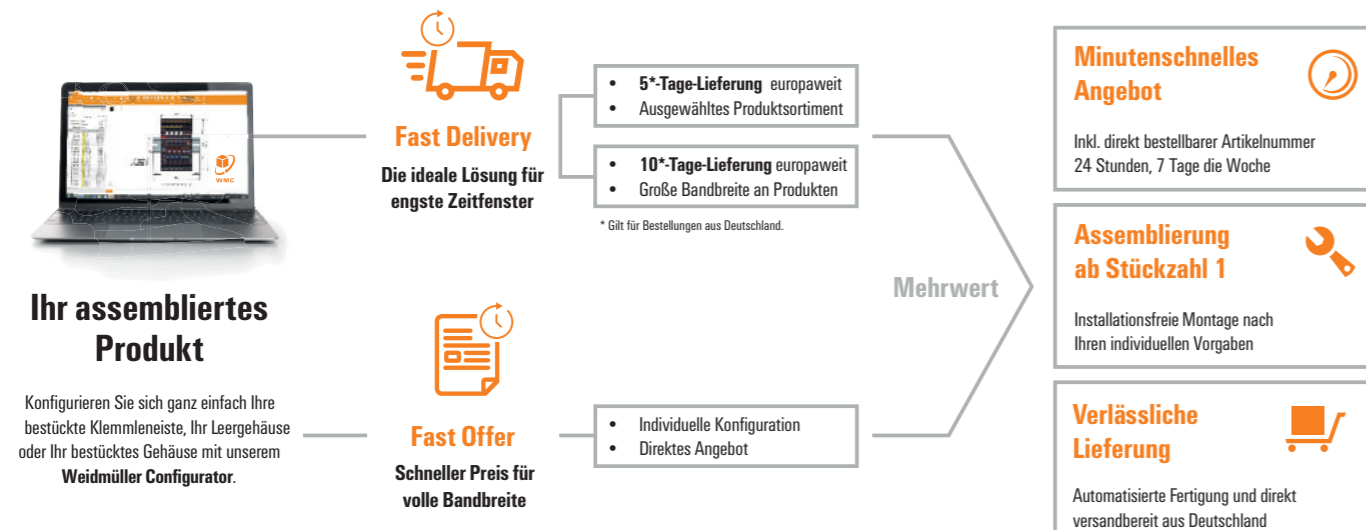 WMC
Ihr assembliertes
Produkt
Konfigurieren Sie sich ganz einfach Ihre
bestückte Klemmleneiste, Ihr Leergehäuse
oder Ihr bestücktes Gehäuse mit unserem
Weidmüller Configurator.
Fast Delivery
Die ideale Lösung für
engste Zeitfenster
• 5*-Tage-Lieferung europaweit
• Ausgewähltes Produktsortiment
• 10*-Tage-Lieferung europaweit
• Große Bandbreite an Produkten
* Gilt für Bestellungen aus Deutschland.
Fast Offer
Schneller Preis für
volle Bandbreite
• Individuelle Konfiguration
• Direktes Angebot
Mehrwert
Minutenschnelles
Angebot
Inkl. direkt bestellbarer Artikelnummer
24 Stunden, 7 Tage die Woche
Assemblierung
ab Stückzahl 1
Installationsfreie Montage nach
Ihren individuellen Vorgaben
Verlässliche
Lieferung
Automatisierte Fertigung und direkt
versandbereit aus Deutschland